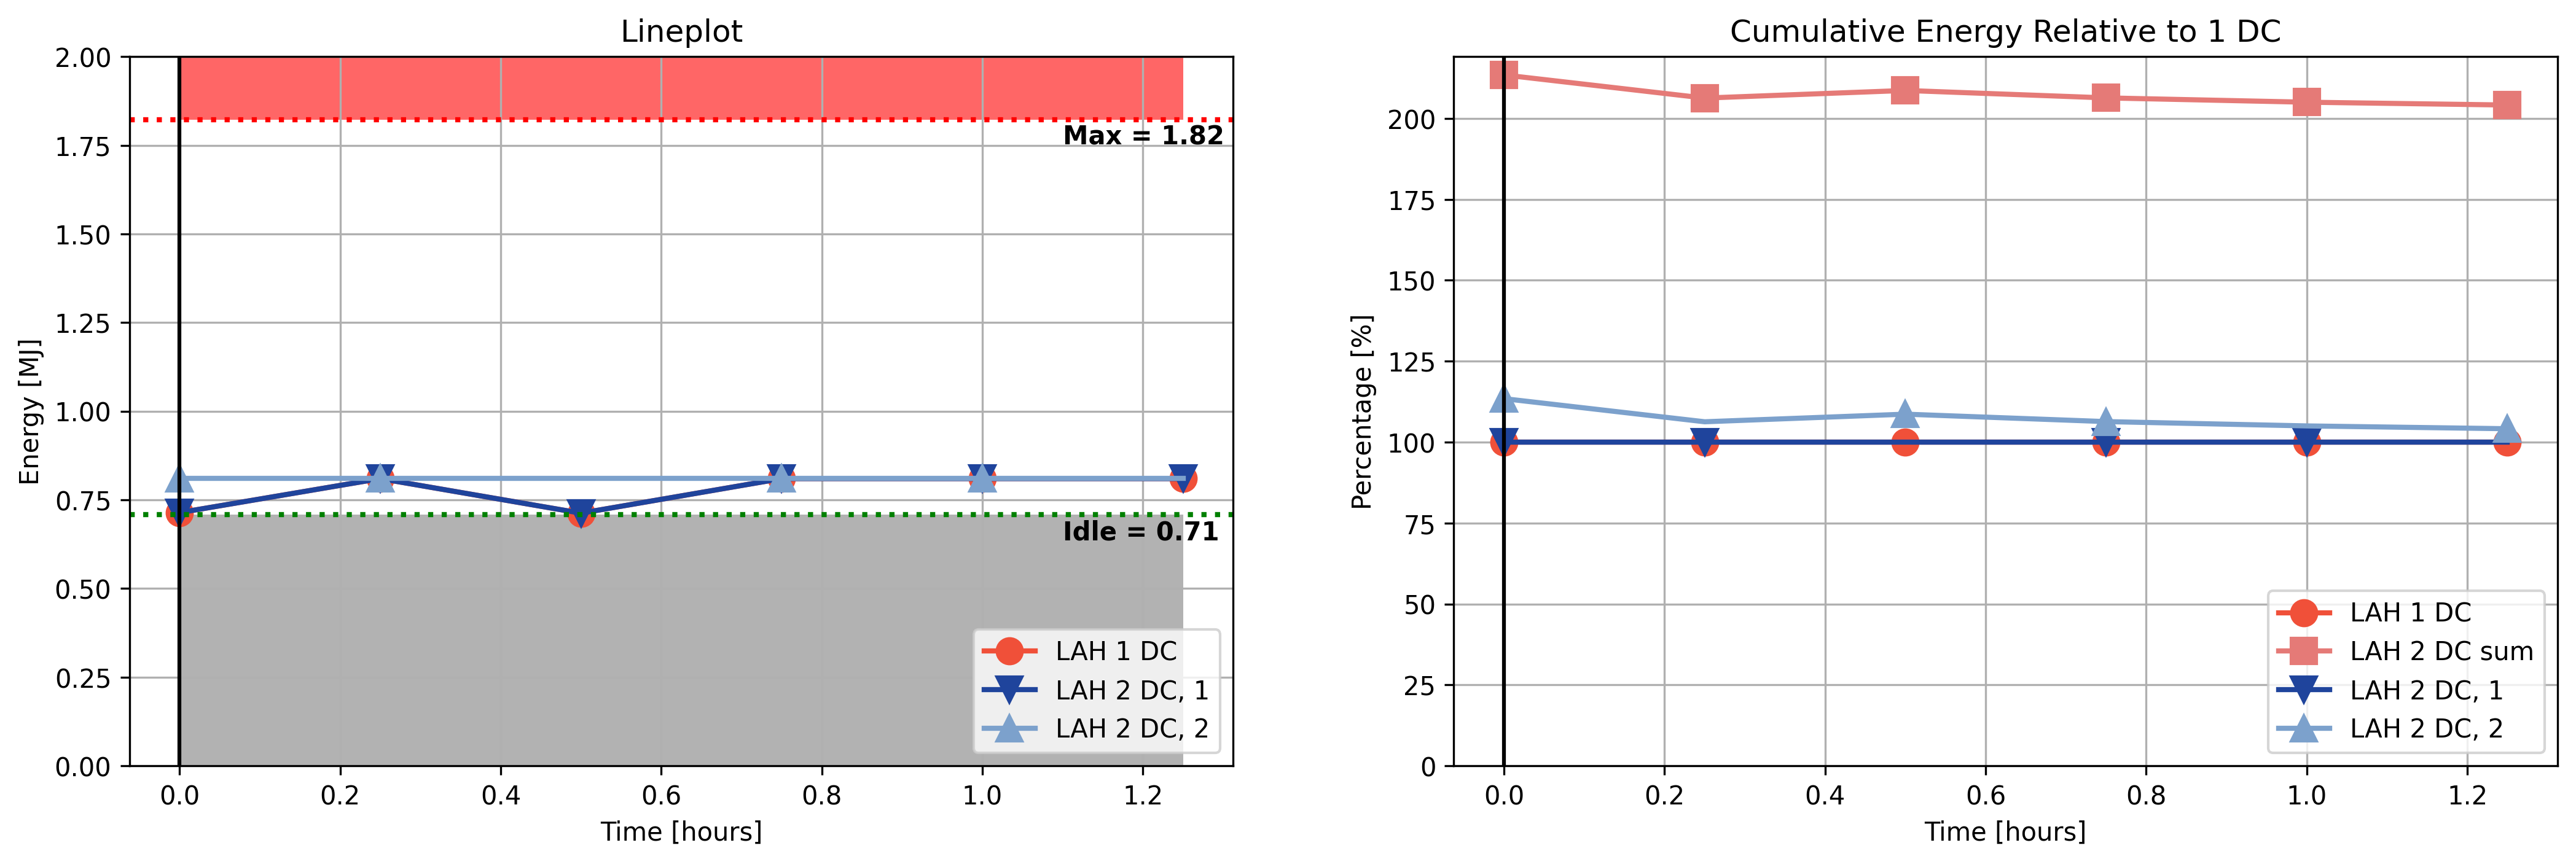 Lineplot
2.00
1.75
1.50
1.25
1.00
0.75
0.50
0.25
0.00
Energy [MJ]
Max = 1.82
Idle = 0.71
LAH 1 DC
LAH 2 DC, 1
LAH 2 DC, 2
0.0 0.2 0.4 0.6 0.8 1.0 1.2
Time [hours]
Cumulative Energy Relative to 1 DC
200
175
150
125
100
75
50
25
0
Percentage [%]
LAH 1 DC
LAH 2 DC sum
LAH 2 DC, 1
LAH 2 DC, 2
0.0 0.2 0.4 0.6 0.8 1.0 1.2
Time [hours]